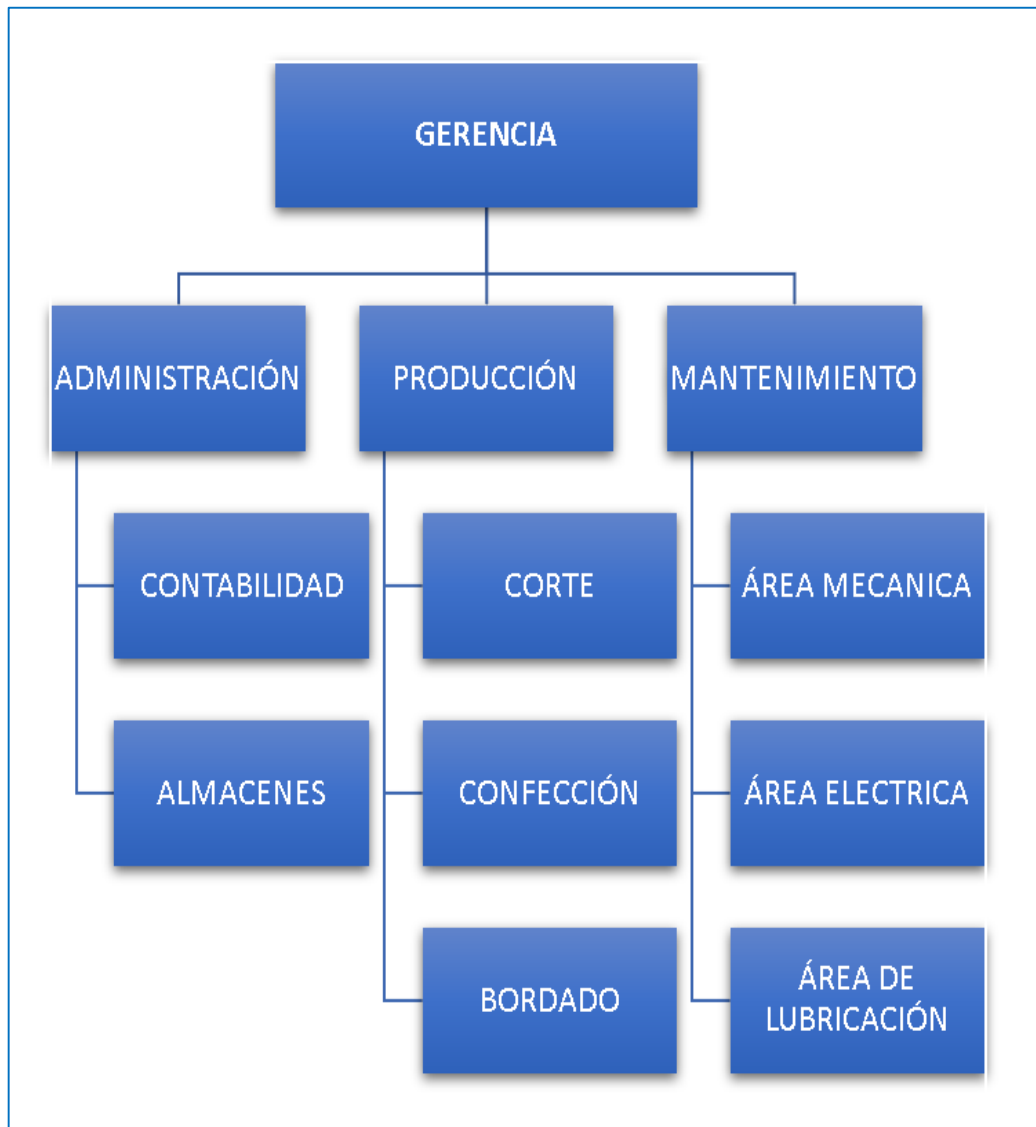 GERENCIA
ADMINISTRACIÓN
PRODUCCIÓN
MANTENIMIENTO
CONTABILIDAD
CORTE
ÁREA MECANICA
ALMACENES
CONFECCIÓN
ÁREA ELECTRICA
BORDADO
ÁREA DE
LUBRICACIÓN